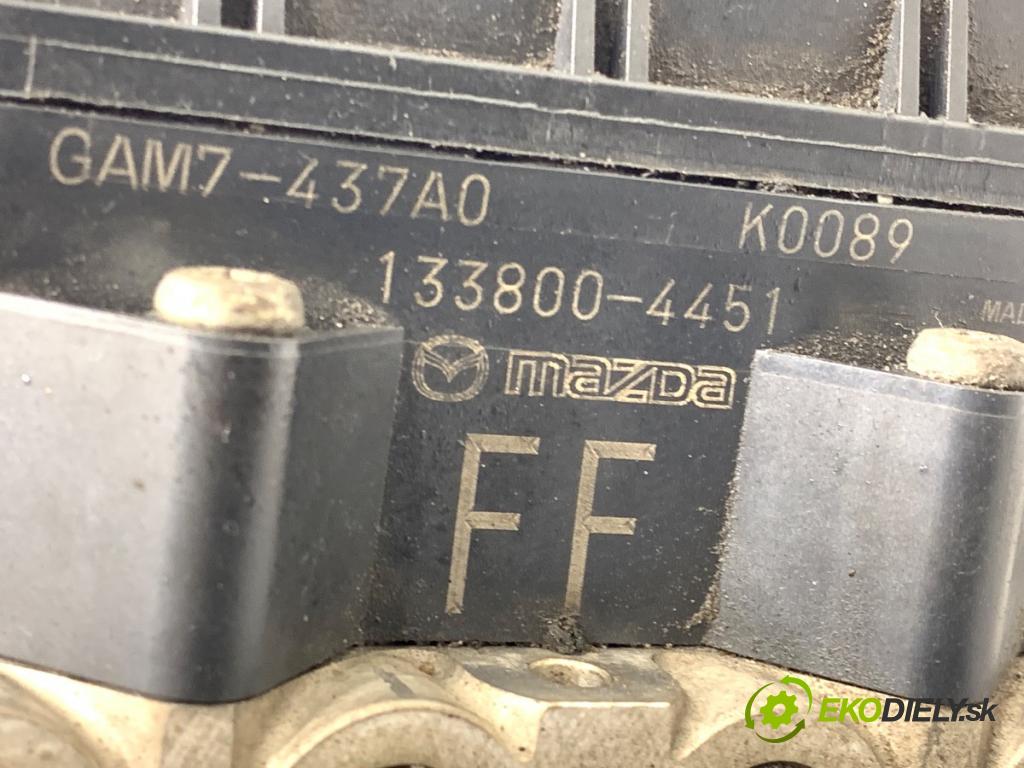 GAM7-437A0 K0089
133800-4451
mazda
FF
EKODIELY.sk